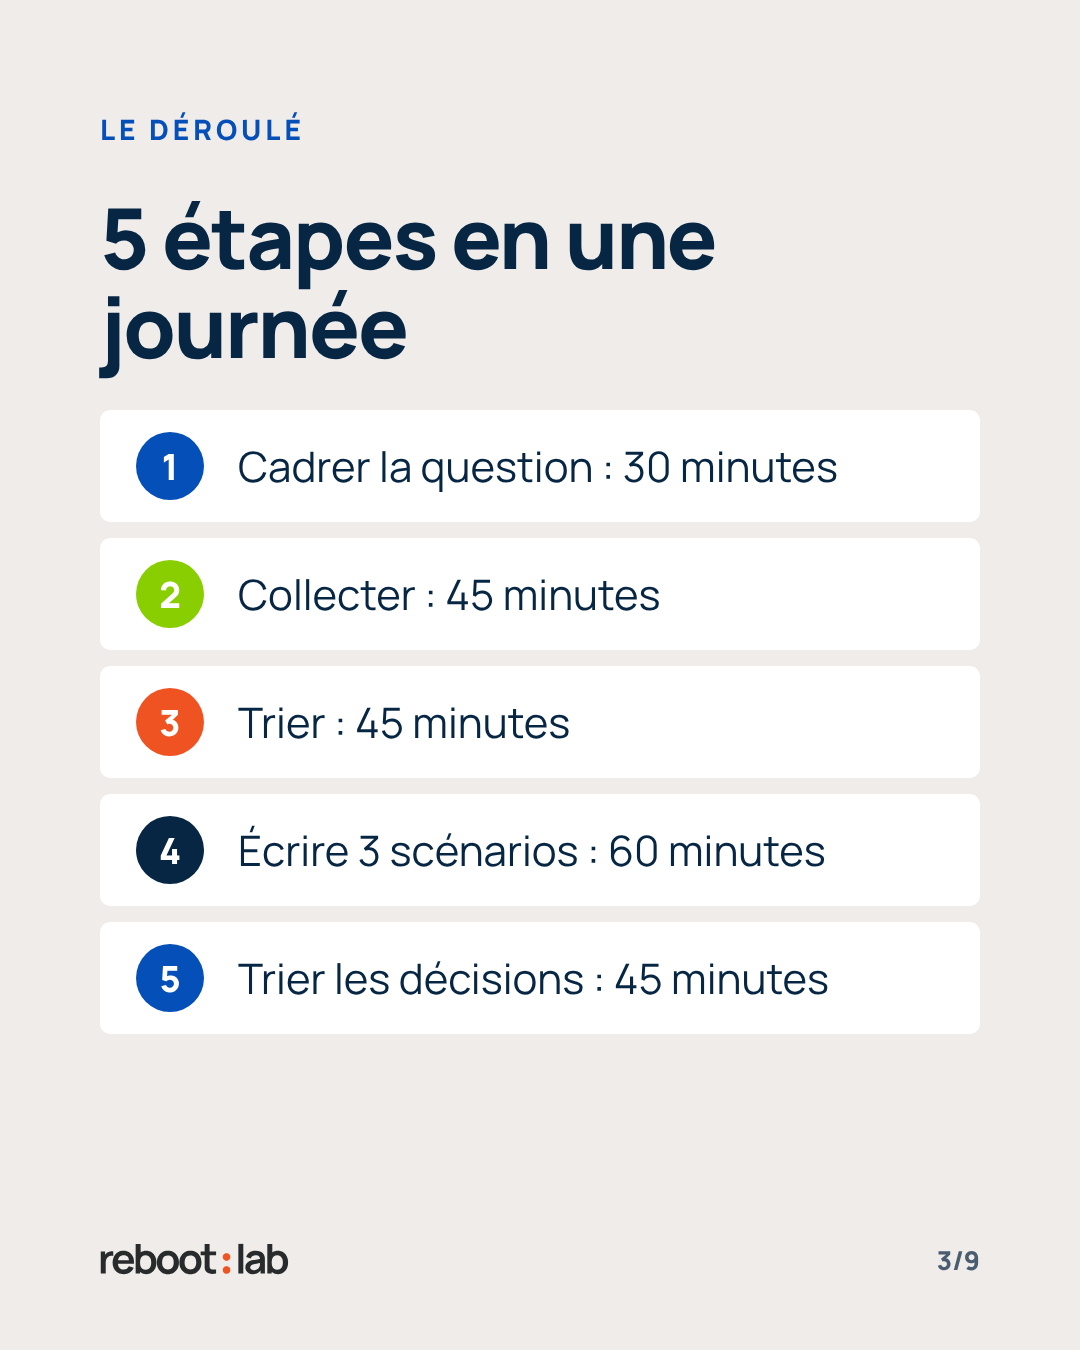 LE DÉROULÉ
5 étapes en une
journée
1 Cadrer la question : 30 minutes
2 Collecter : 45 minutes
3 Trier : 45 minutes
4 Écrire 3 scénarios : 60 minutes
5 Trier les décisions : 45 minutes
reboot:lab
3/9